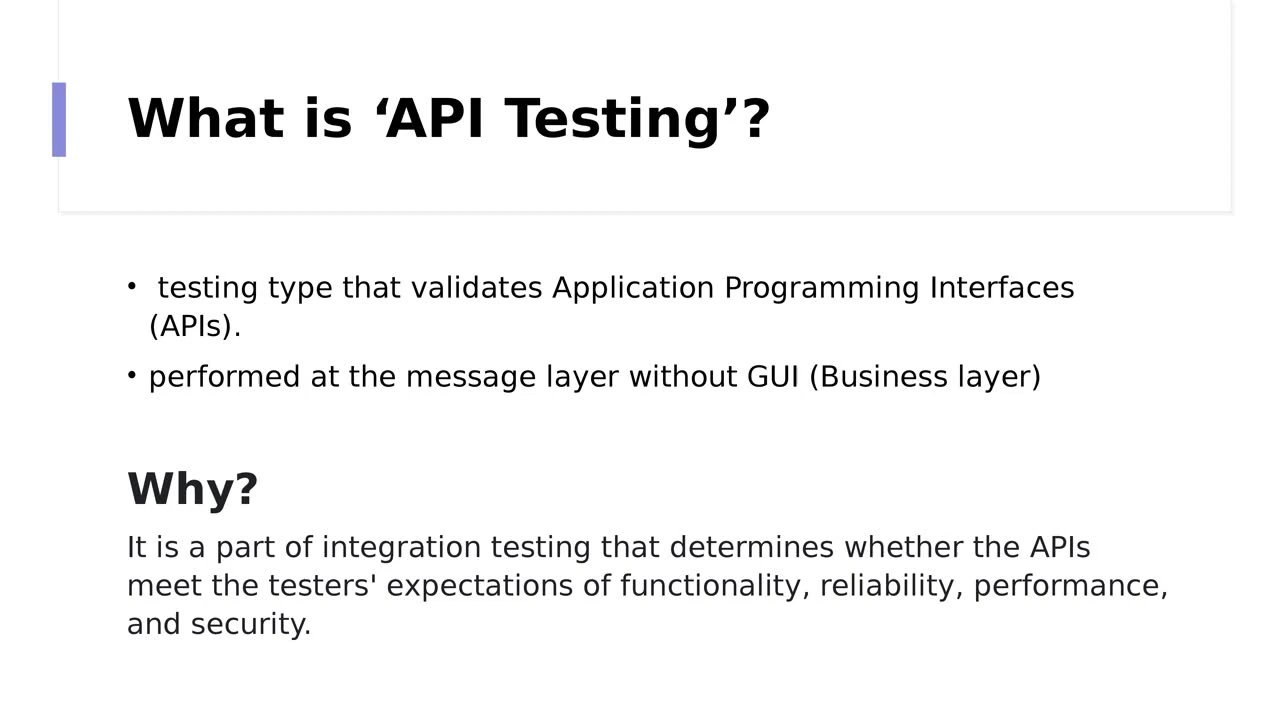 What is ‘API Testing’?
• testing type that validates Application Programming Interfaces
(APIs).
• performed at the message layer without GUI (Business layer)
Why?
It is a part of integration testing that determines whether the APIs
meet the testers' expectations of functionality, reliability, performance,
and security.